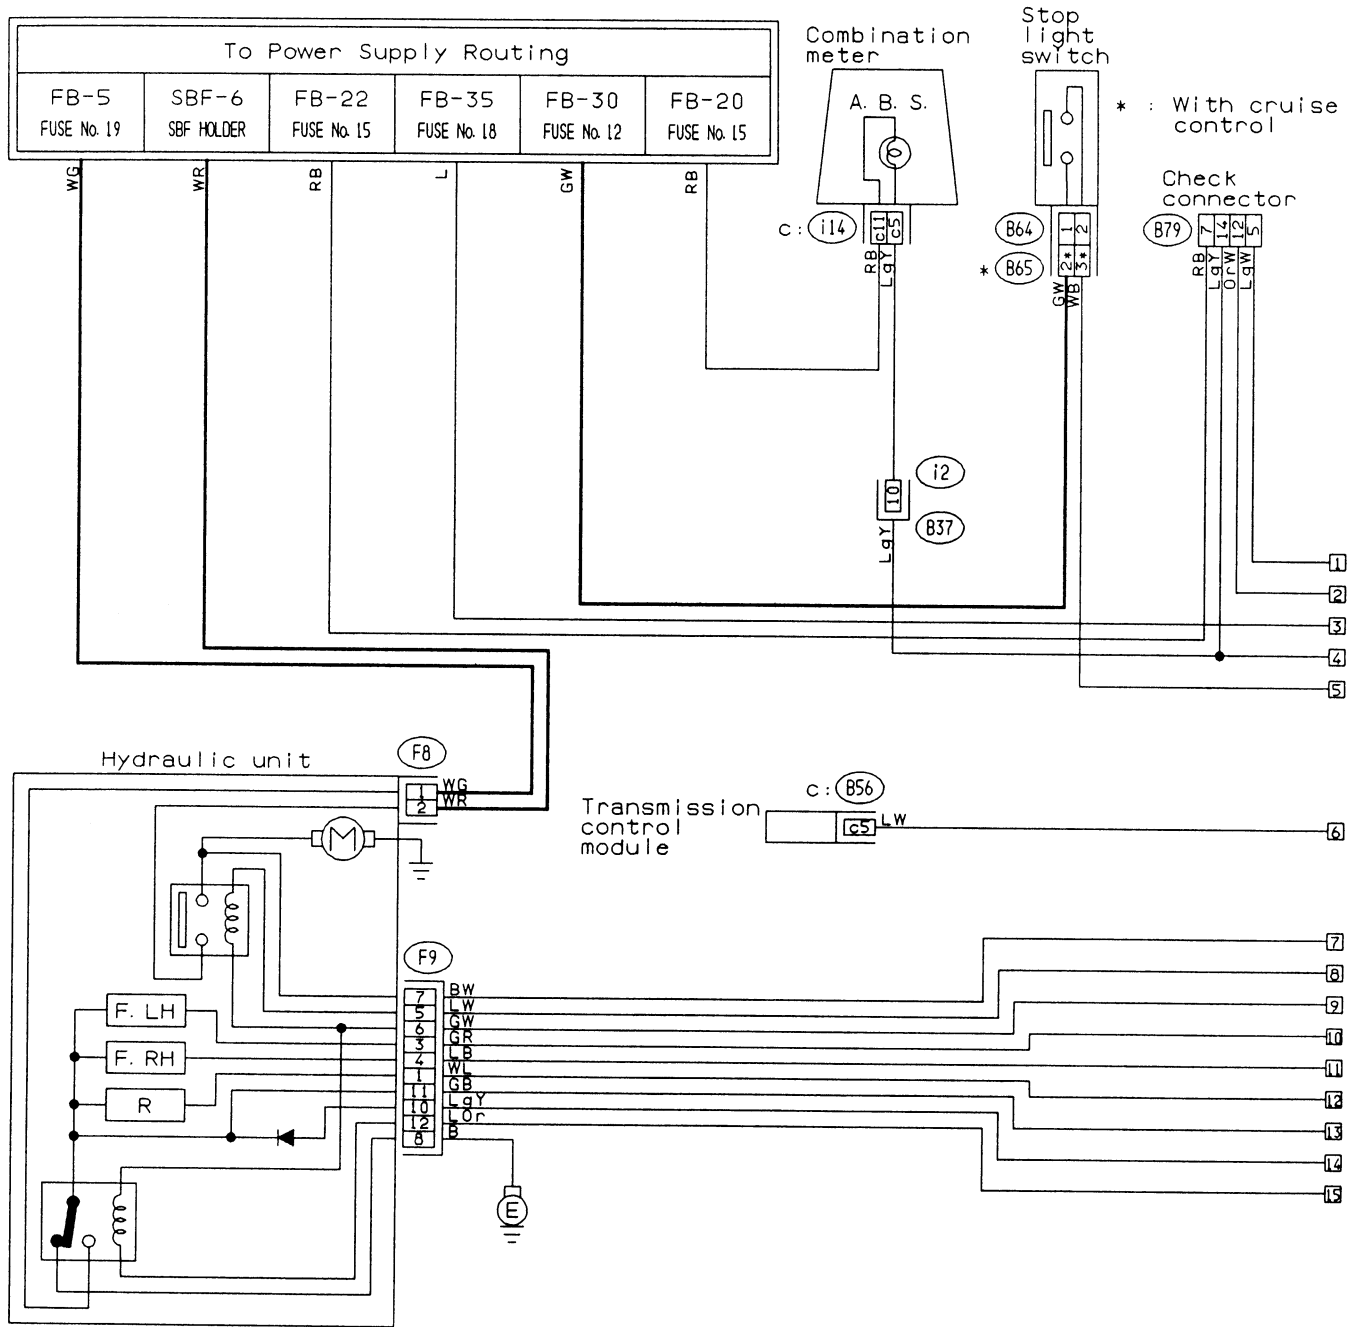 To Power Supply Routing
FB-5 SBF-6 FB-22 FB-35 FB-30 FB-20
FUSE No. 19 SBF HOLDER FUSE No. 15 FUSE No. 18 FUSE No. 12 FUSE No. 15
WG WR RB L GW RB
Combination
meter
A. B. S.
c: i14
c11 c5
RB LgY
Stop
light
switch
B64 1 2
* B65 2* 3*
GW WB
* : With cruise
control
Check
connector
B79 7 14 12 5
RB LgY OrW LgW
i2
10
B37
LgY
1
2
3
4
5
Hydraulic unit
F8
1 WG
2 WR
M
Transmission
control
module
c: B56
c5 LW
6
F9
7 BW
5 LW
6 GW
3 GR
4 LB
1 WL
11 GB
10 LgY
12 LOr
8 B
F. LH
F. RH
R
E
7
8
9
10
11
12
13
14
15